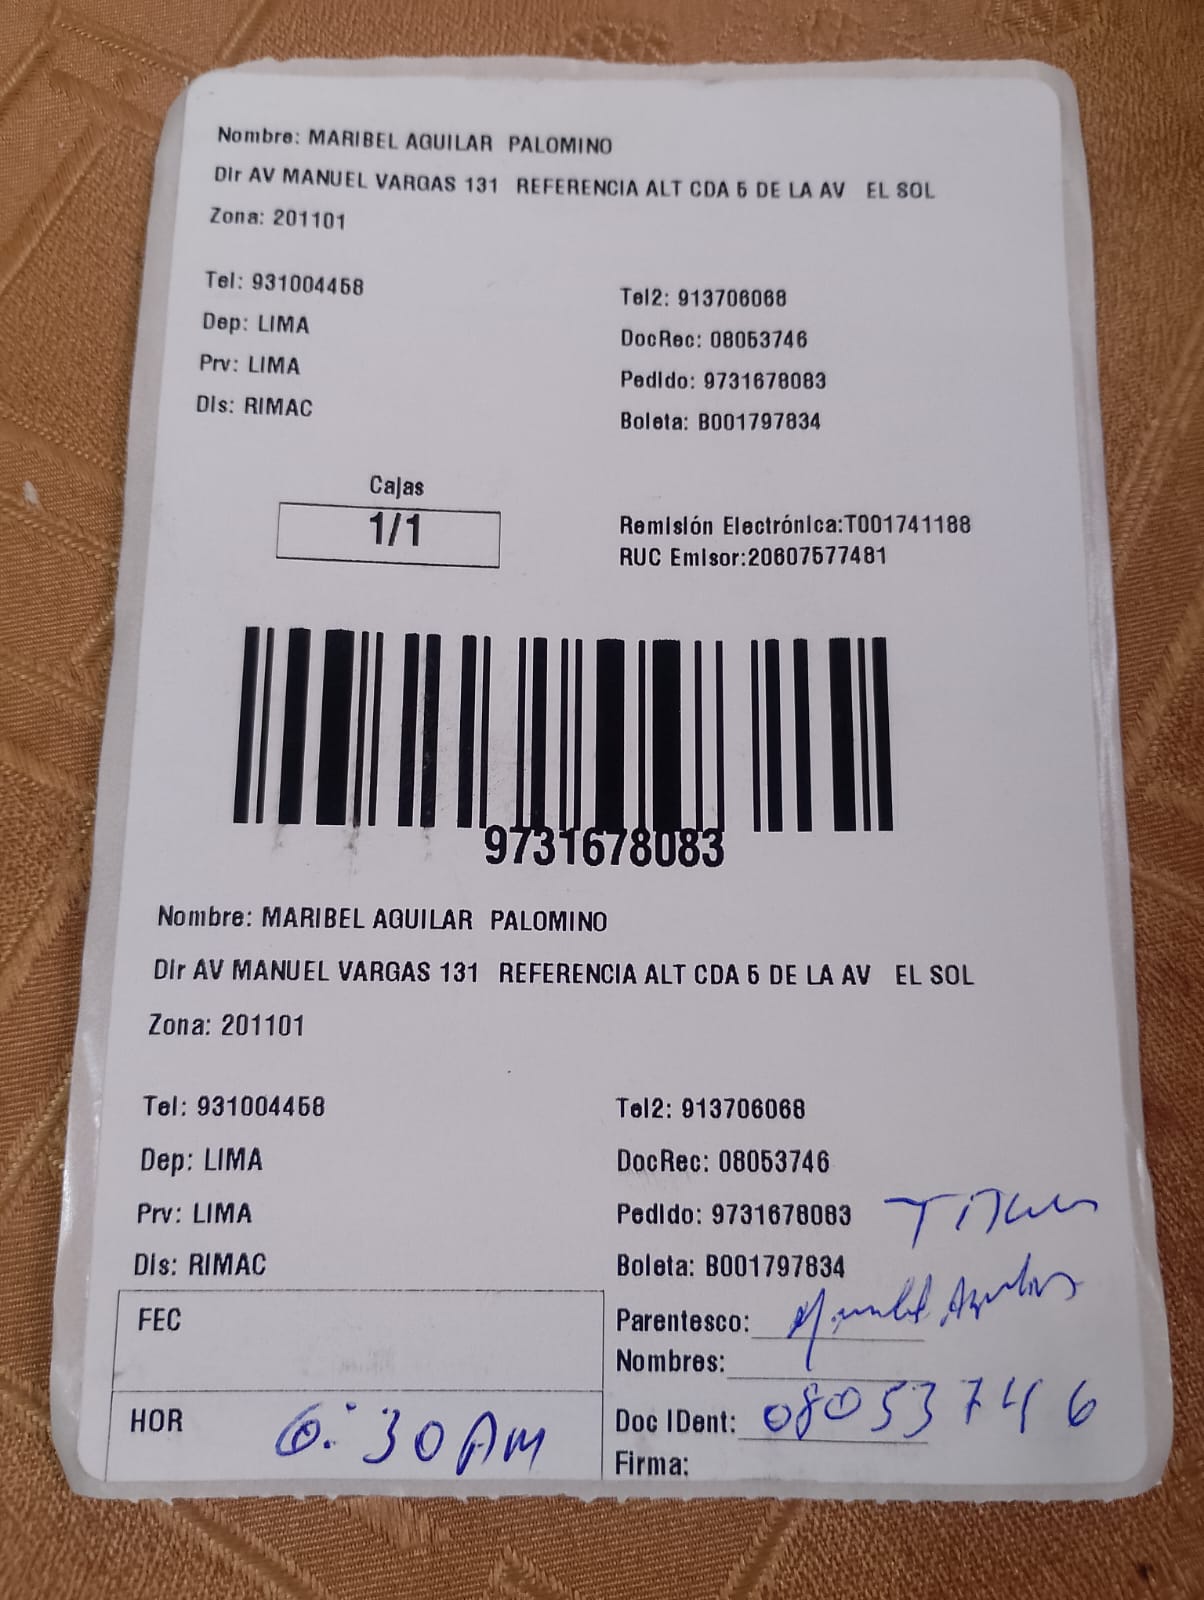 Nombre: MARIBEL AGUILAR PALOMINO
Dir AV MANUEL VARGAS 131 REFERENCIA ALT CDA 5 DE LA AV EL SOL
Zona: 201101
Tel: 931004458 Tel2: 913706068
Dep: LIMA DocRec: 08053746
Prv: LIMA Pedido: 9731678083
Dis: RIMAC Boleta: B001797834
Cajas
1/1
Remisión Electrónica:T001741188
RUC Emisor:20607577481
9731678083
Nombre: MARIBEL AGUILAR PALOMINO
Dir AV MANUEL VARGAS 131 REFERENCIA ALT CDA 5 DE LA AV EL SOL
Zona: 201101
Tel: 931004458 Tel2: 913706068
Dep: LIMA DocRec: 08053746
Prv: LIMA Pedido: 9731678083
Dis: RIMAC Boleta: B001797834
FEC
Parentesco:
Nombres:
HOR 6:30 AM
Doc IDent: 08053746
Firma: